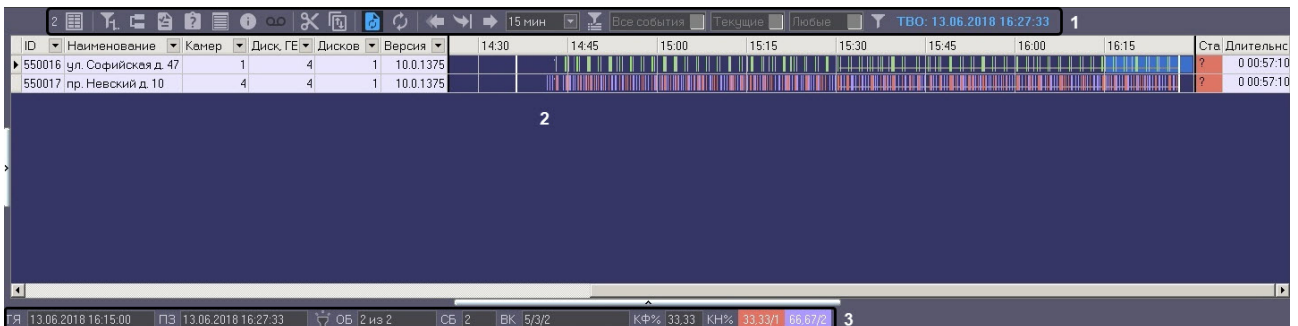 2 15 мин Все события Текущие Любые ТВО: 13.06.2018 16:27:33 1
ID Наименование Камер Диск, ГЕ Дисков Версия 14:30 14:45 15:00 15:15 15:30 15:45 16:00 16:15 Ста Длительнс
550016 ул. Софийская д. 47 1 4 1 10.0.1375 ? 0 00:57:10
550017 пр. Невский д. 10 4 4 1 10.0.1375 ? 0 00:57:10
2
ГЯ 13.06.2018 16:15:00 ПЗ 13.06.2018 16:27:33 ОБ 2 из 2 СБ 2 ВК 5/3/2 КФ% 33,33 КН% 33,33/1 66,67/2 3